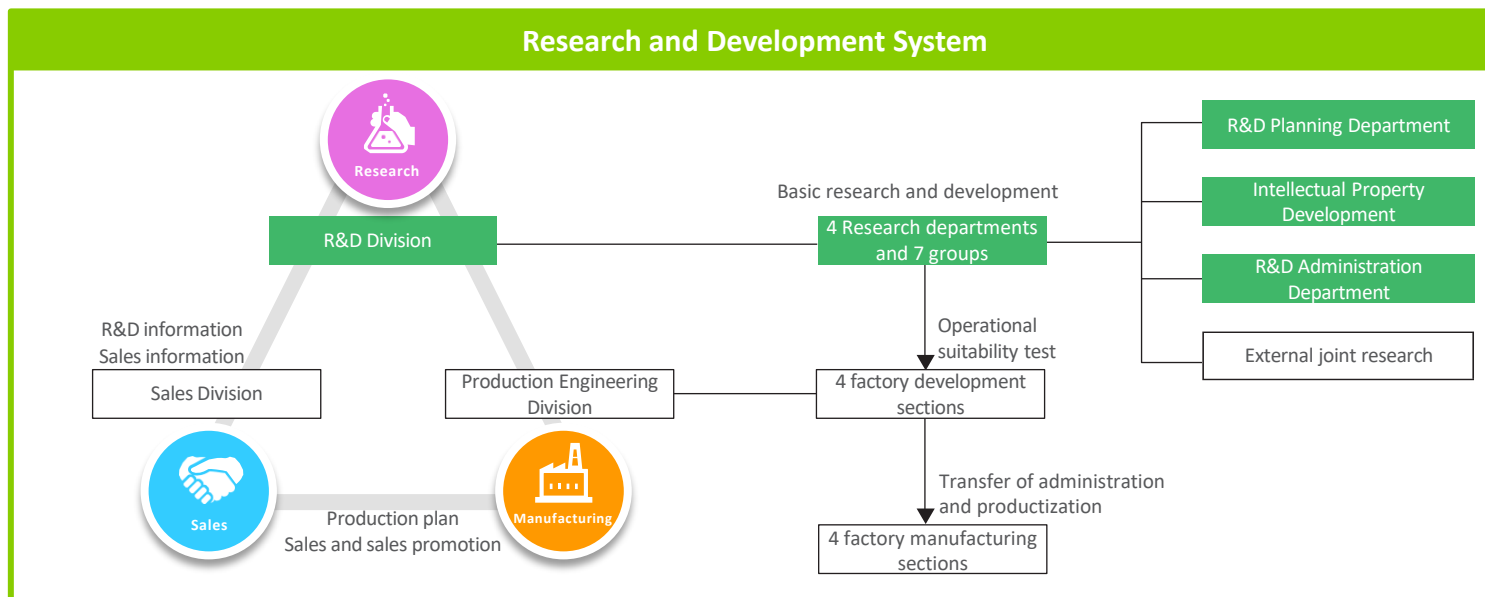 Research and Development System
Research
R&D Division
Basic research and development
4 Research departments
and 7 groups
R&D Planning Department
Intellectual Property
Development
R&D Administration
Department
External joint research
R&D information
Sales information
Sales Division
Production Engineering
Division
Operational
suitability test
4 factory development
sections
Sales
Production plan
Sales and sales promotion
Manufacturing
Transfer of administration
and productization
4 factory manufacturing
sections